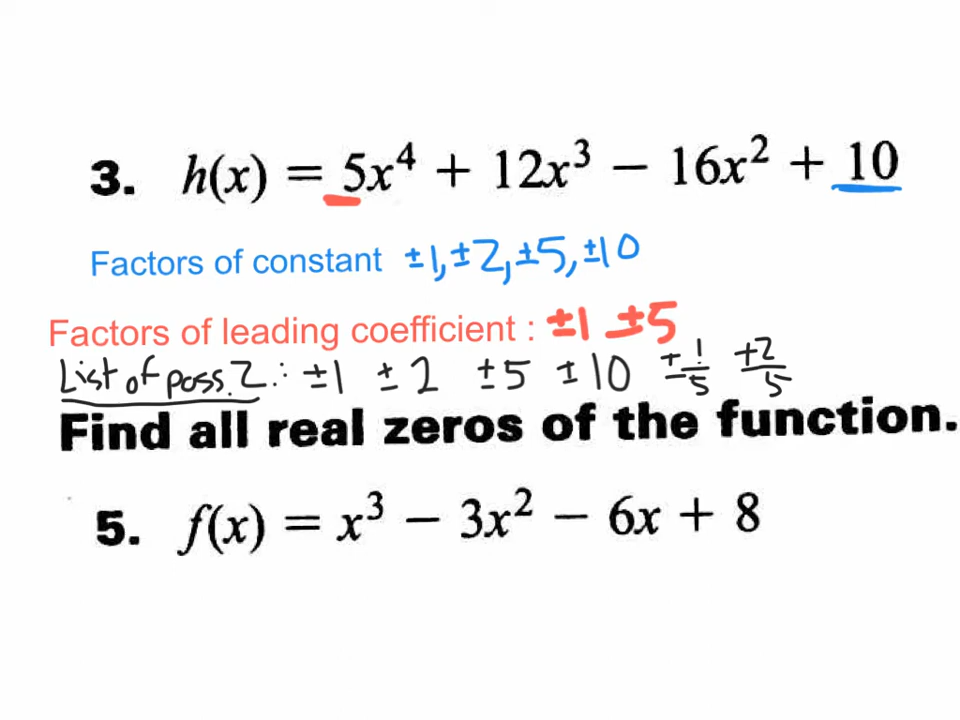 3. h(x) = 5x⁴ + 12x³ − 16x² + 10
Factors of constant ±1, ±2, ±5, ±10
Factors of leading coefficient : ±1 ±5
List of poss. Z.: ±1 ±2 ±5 ±10 ±1/5 ±2/5
Find all real zeros of the function.
5. f(x) = x³ − 3x² − 6x + 8